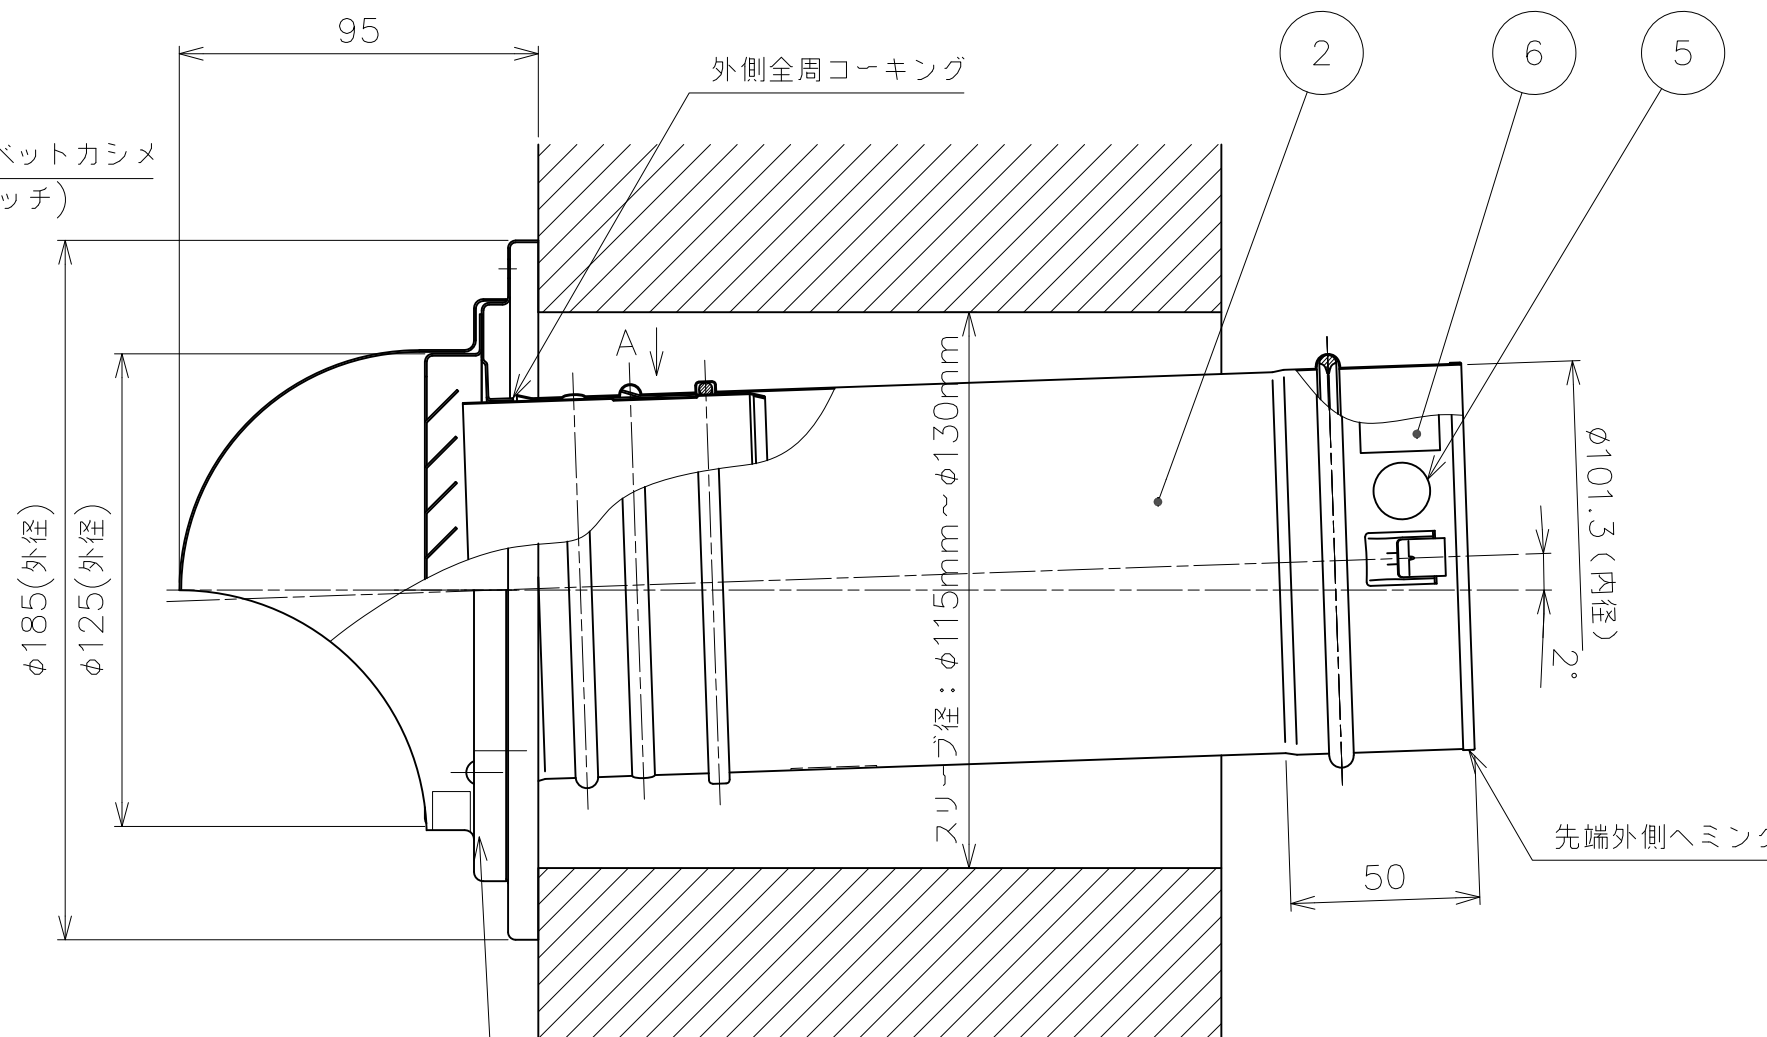 95
外側全周コーキング
2
6
5
ベットカシメ
ッチ)
A
φ185(外径)
φ125(外径)
スリーブ径：φ115mm～φ130mm
φ101.3(内径)
2°
50
先端外側ヘミング